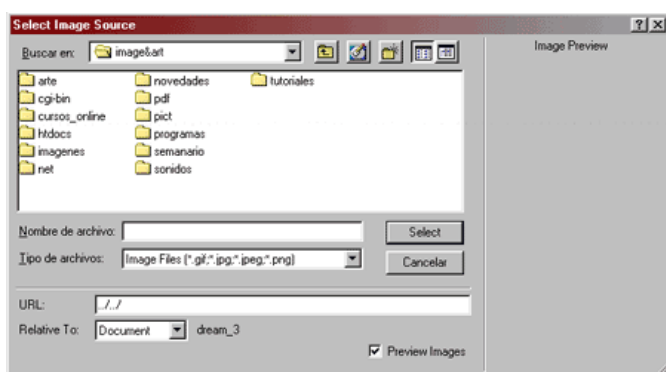 Select Image Source
Buscar en: image&art
Image Preview
arte novedades tutoriales
cgi-bin pdf
cursos_online pict
htdocs programas
imagenes semanario
net sonidos
Nombre de archivo: Select
Tipo de archivos: Image Files (*.gif;*.jpg;*.jpeg;*.png) Cancelar
URL: ../../
Relative To: Document dream_3
Preview Images